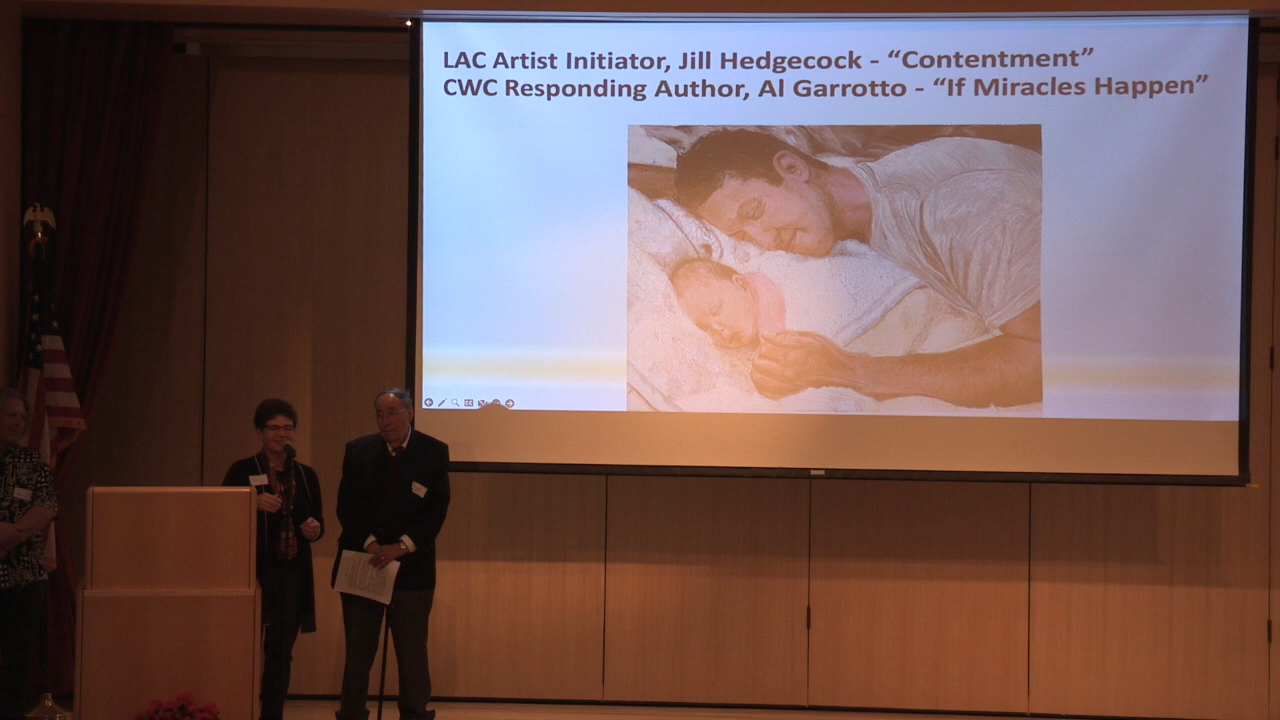 LAC Artist Initiator, Jill Hedgecock - “Contentment”
CWC Responding Author, Al Garrotto - “If Miracles Happen”